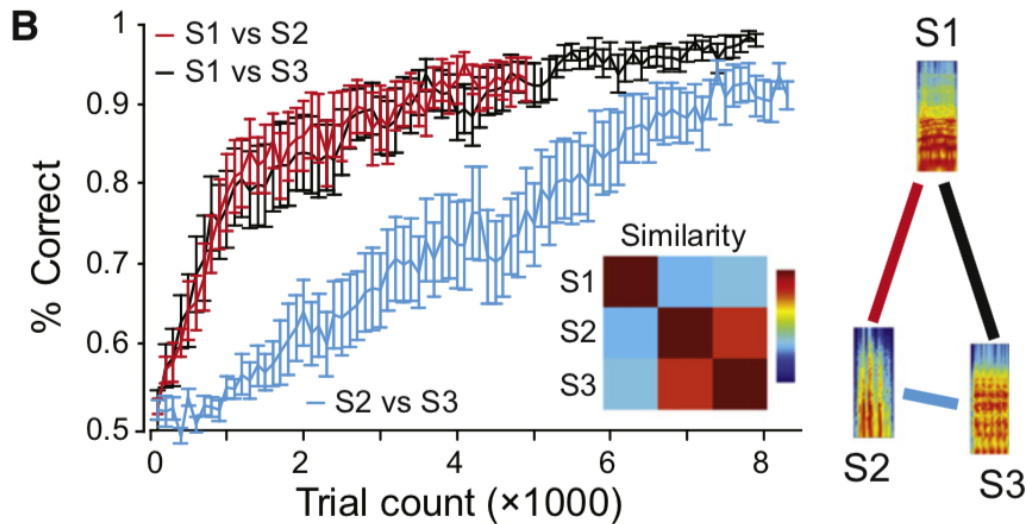 B
S1 vs S2
S1 vs S3
S1
1
0.9
0.8
0.7
0.6
0.5
% Correct
Similarity
S1
S2
S3
S2 vs S3
0 2 4 6 8
Trial count (×1000)
S2
S3